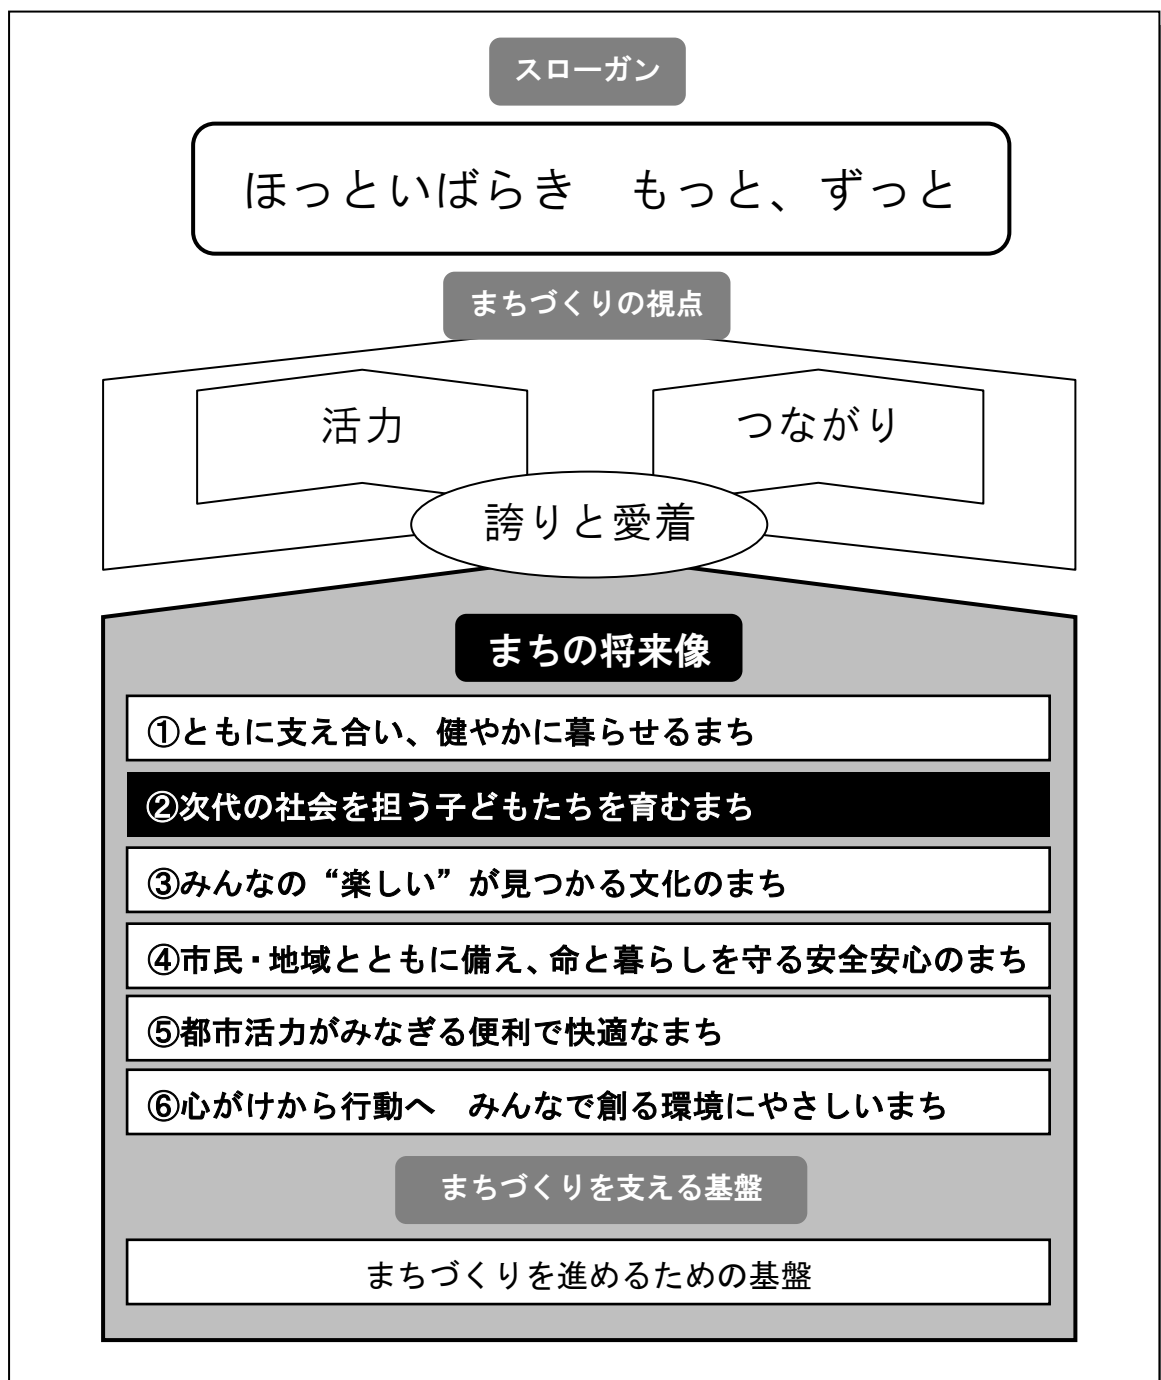 スローガン
ほっといばらき　もっと、ずっと
まちづくりの視点
活力
つながり
誇りと愛着
まちの将来像
①ともに支え合い、健やかに暮らせるまち
②次代の社会を担う子どもたちを育むまち
③みんなの“楽しい”が見つかる文化のまち
④市民・地域とともに備え、命と暮らしを守る安全安心のまち
⑤都市活力がみなぎる便利で快適なまち
⑥心がけから行動へ　みんなで創る環境にやさしいまち
まちづくりを支える基盤
まちづくりを進めるための基盤